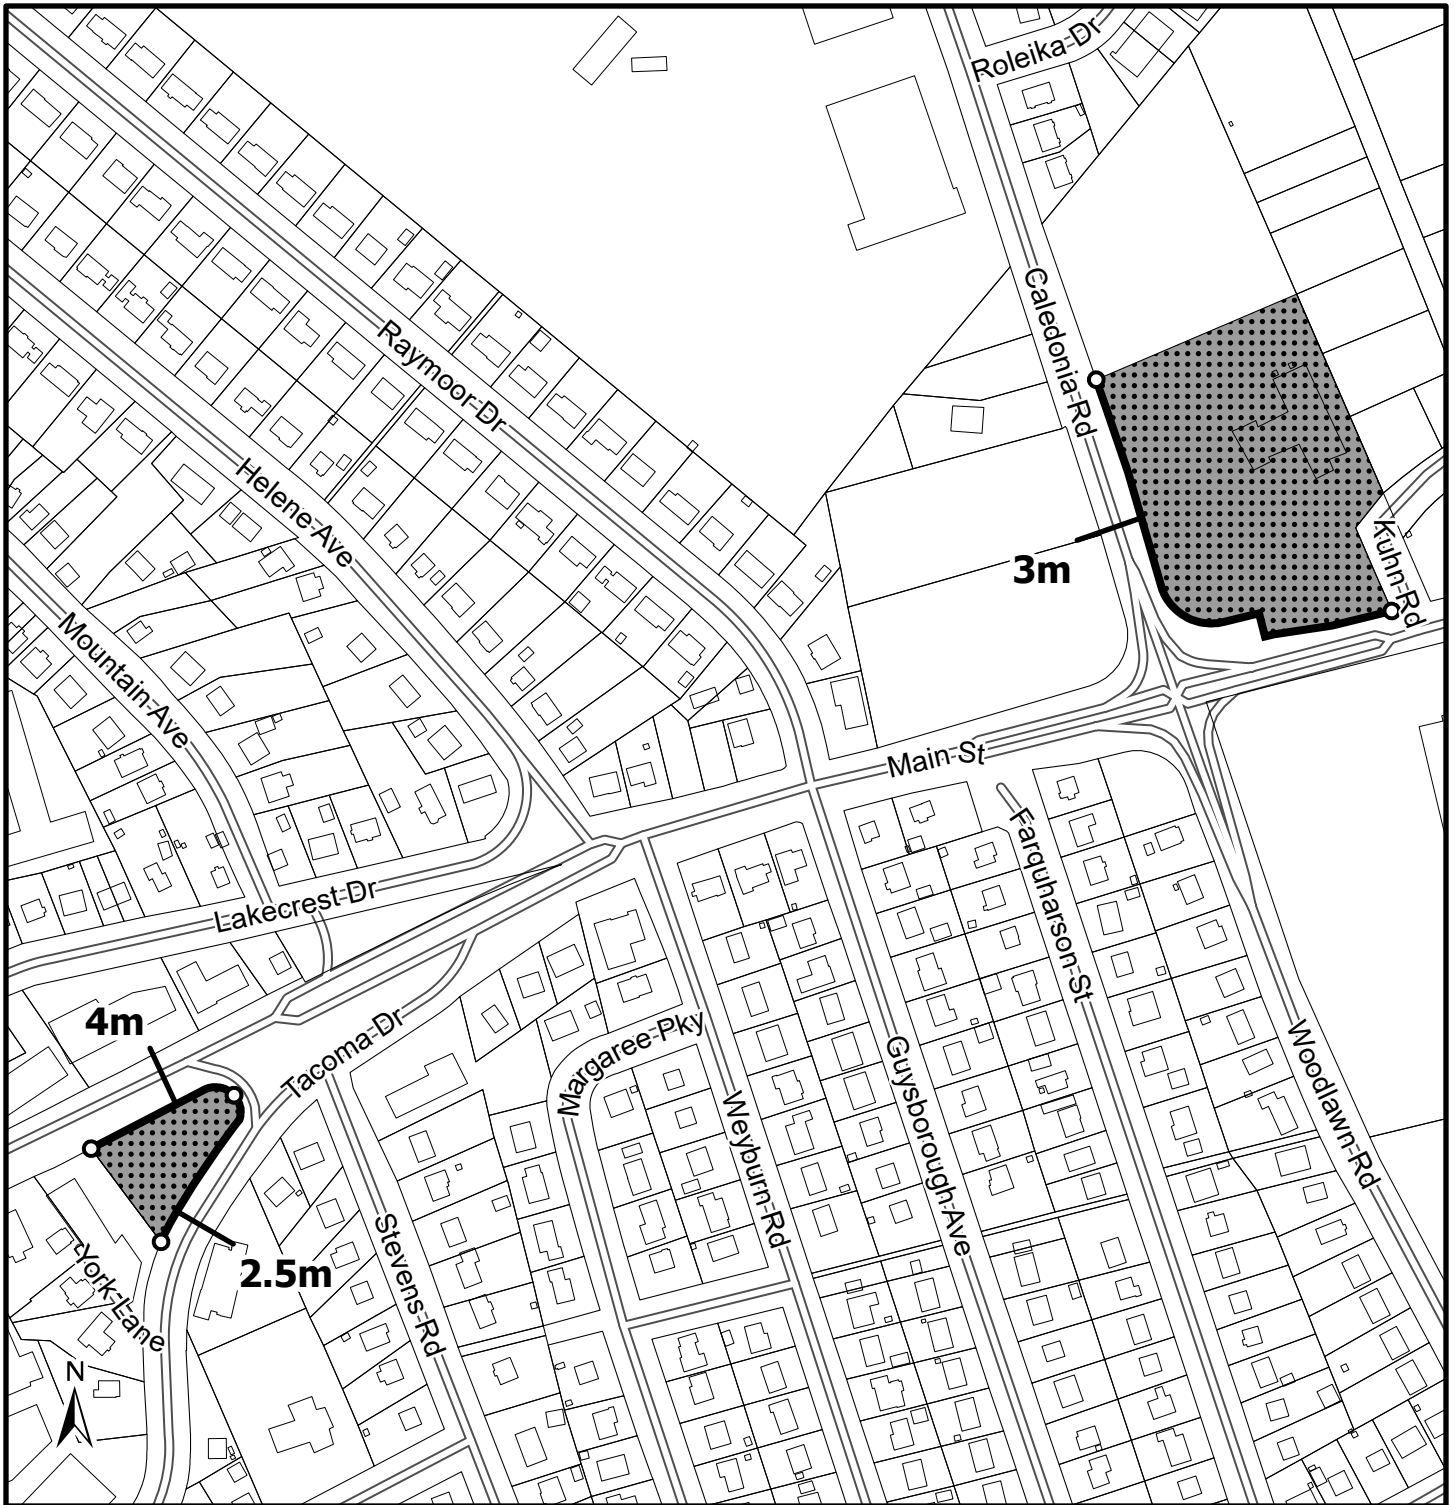 Roleika Dr
Caledonia Rd
Raymoor Dr
Helene Ave
3m
Kuhn Rd
Mountain Ave
Main St
Farquharson St
Lakecrest Dr
4m
Tacoma Dr
Margaree Pky
Weyburn Rd
Guysborough Ave
Woodlawn Rd
York Lane
2.5m
Stevens Rd
N